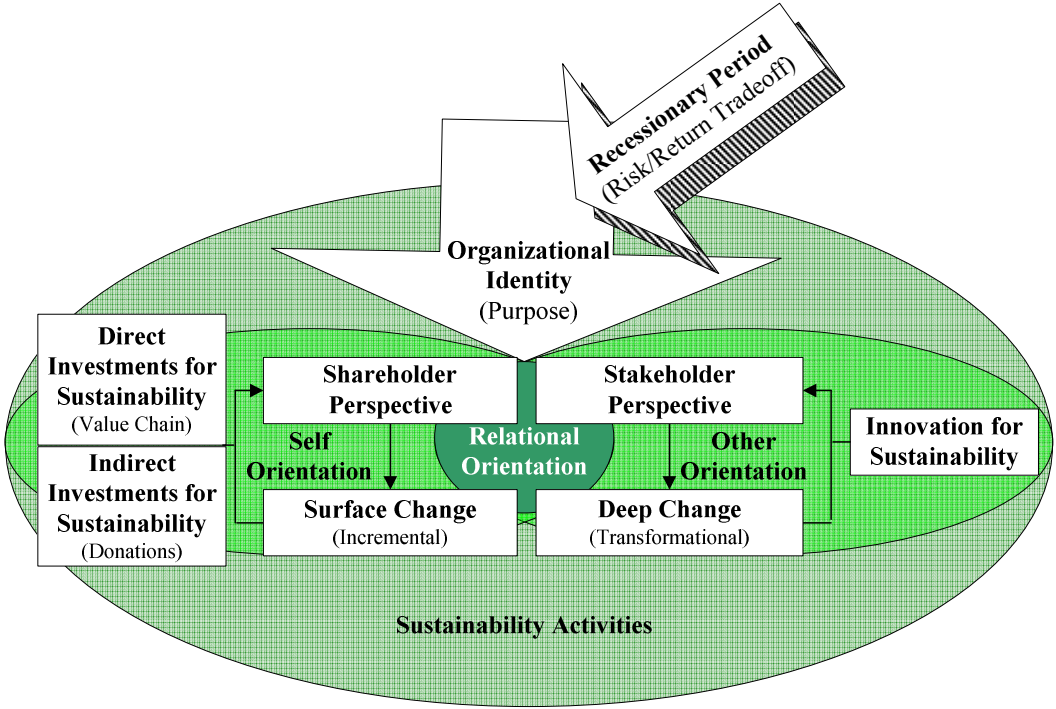 Recessionary Period
(Risk/Return Tradeoff)
Organizational
Identity
(Purpose)
Direct
Investments for
Sustainability
(Value Chain)
Indirect
Investments for
Sustainability
(Donations)
Shareholder
Perspective
Self
Orientation
Surface Change
(Incremental)
Relational
Orientation
Stakeholder
Perspective
Other
Orientation
Deep Change
(Transformational)
Innovation for
Sustainability
Sustainability Activities